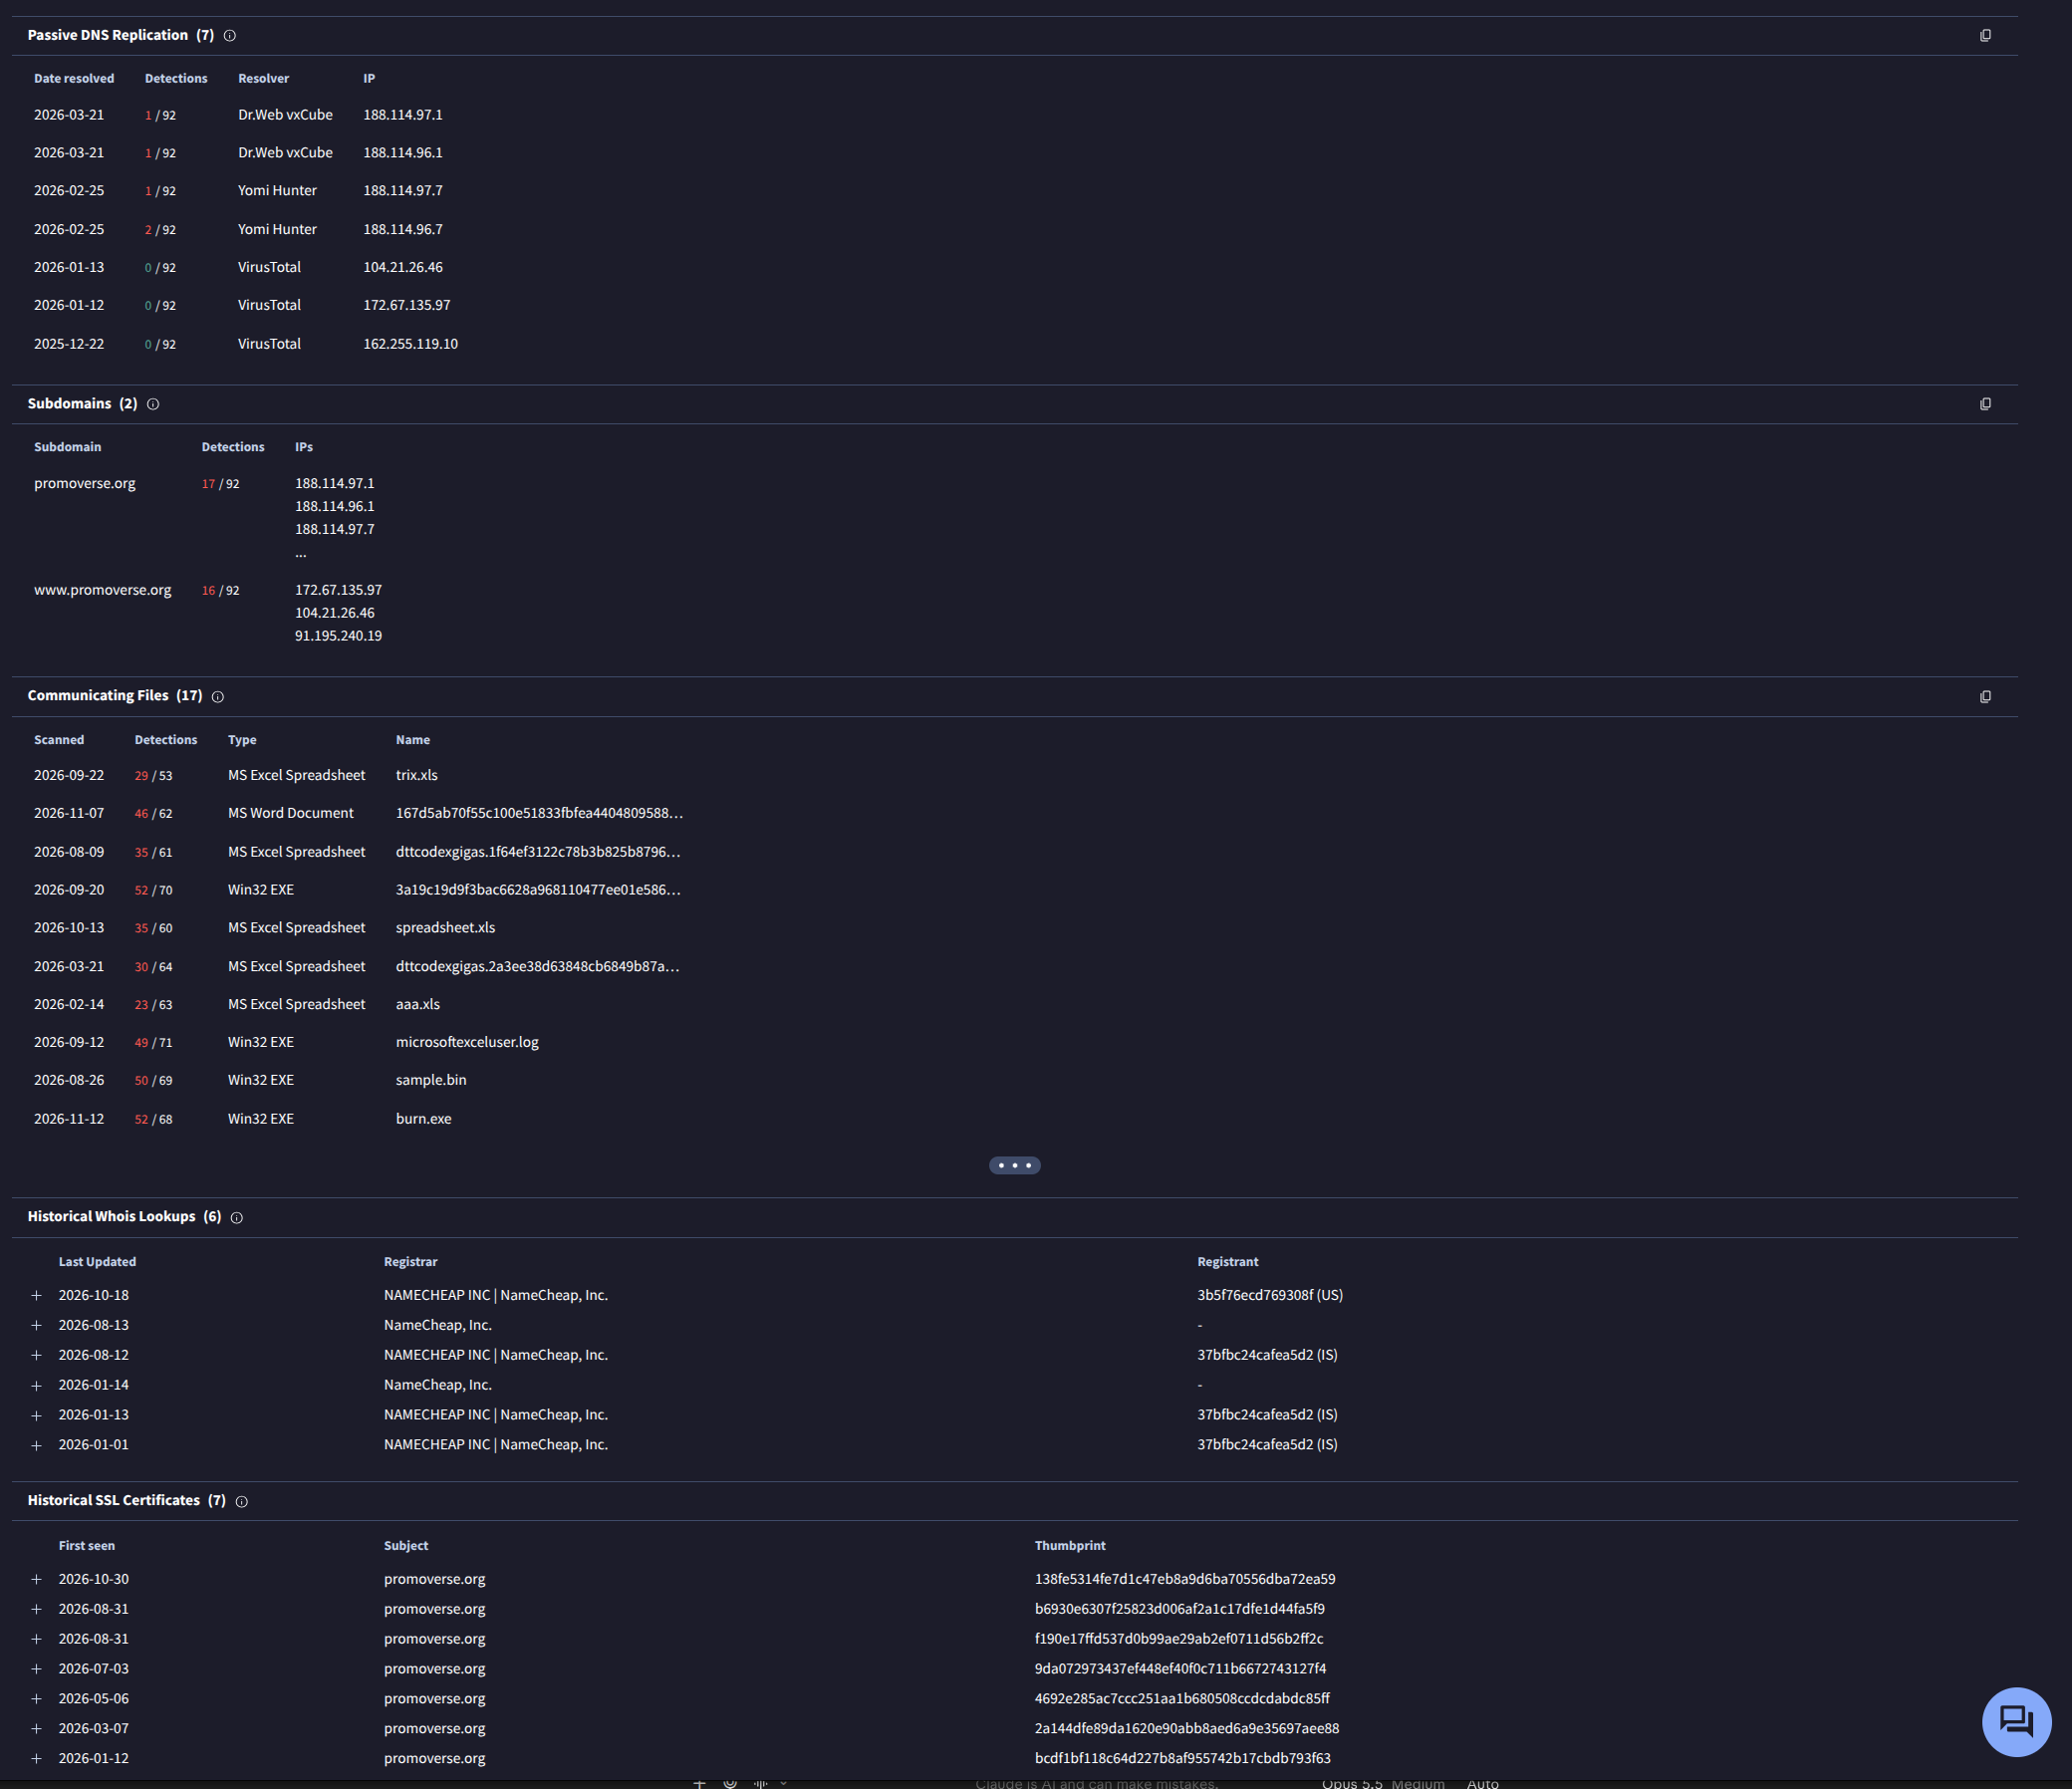 Passive DNS Replication (7)
Date resolved Detections Resolver IP
2026-03-21 1 / 92 Dr.Web vxCube 188.114.97.1
2026-03-21 1 / 92 Dr.Web vxCube 188.114.96.1
2026-02-25 1 / 92 Yomi Hunter 188.114.97.7
2026-02-25 2 / 92 Yomi Hunter 188.114.96.7
2026-01-13 0 / 92 VirusTotal 104.21.26.46
2026-01-12 0 / 92 VirusTotal 172.67.135.97
2025-12-22 0 / 92 VirusTotal 162.255.119.10
Subdomains (2)
Subdomain Detections IPs
promoverse.org 17 / 92 188.114.97.1
188.114.96.1
188.114.97.7
...
www.promoverse.org 16 / 92 172.67.135.97
104.21.26.46
91.195.240.19
Communicating Files (17)
Scanned Detections Type Name
2026-09-22 29 / 53 MS Excel Spreadsheet trix.xls
2026-11-07 46 / 62 MS Word Document 167d5ab70f55c100e51833fbfea4404809588…
2026-08-09 35 / 61 MS Excel Spreadsheet dttcodexgigas.1f64ef3122c78b3b825b8796…
2026-09-20 52 / 70 Win32 EXE 3a19c19d9f3bac6628a968110477ee01e586…
2026-10-13 35 / 60 MS Excel Spreadsheet spreadsheet.xls
2026-03-21 30 / 64 MS Excel Spreadsheet dttcodexgigas.2a3ee38d63848cb6849b87a…
2026-02-14 23 / 63 MS Excel Spreadsheet aaa.xls
2026-09-12 49 / 71 Win32 EXE microsoftexceluser.log
2026-08-26 50 / 69 Win32 EXE sample.bin
2026-11-12 52 / 68 Win32 EXE burn.exe
Historical Whois Lookups (6)
Last Updated Registrar Registrant
2026-10-18 NAMECHEAP INC | NameCheap, Inc. 3b5f76ecd769308f (US)
2026-08-13 NameCheap, Inc. -
2026-08-12 NAMECHEAP INC | NameCheap, Inc. 37bfbc24cafea5d2 (IS)
2026-01-14 NameCheap, Inc. -
2026-01-13 NAMECHEAP INC | NameCheap, Inc. 37bfbc24cafea5d2 (IS)
2026-01-01 NAMECHEAP INC | NameCheap, Inc. 37bfbc24cafea5d2 (IS)
Historical SSL Certificates (7)
First seen Subject Thumbprint
2026-10-30 promoverse.org 138fe5314fe7d1c47eb8a9d6ba70556dba72ea59
2026-08-31 promoverse.org b6930e6307f25823d006af2a1c17dfe1d44fa5f9
2026-08-31 promoverse.org f190e17ffd537d0b99ae29ab2ef0711d56b2ff2c
2026-07-03 promoverse.org 9da072973437ef448ef40f0c711b6672743127f4
2026-05-06 promoverse.org 4692e285ac7ccc251aa1b680508ccdcdabdc85ff
2026-03-07 promoverse.org 2a144dfe89da1620e90abb8aed6a9e35697aee88
2026-01-12 promoverse.org bcdf1bf118c64d227b8af955742b17cbdb793f63
Claude is AI and can make mistakes. Opus 5.5 Medium Auto